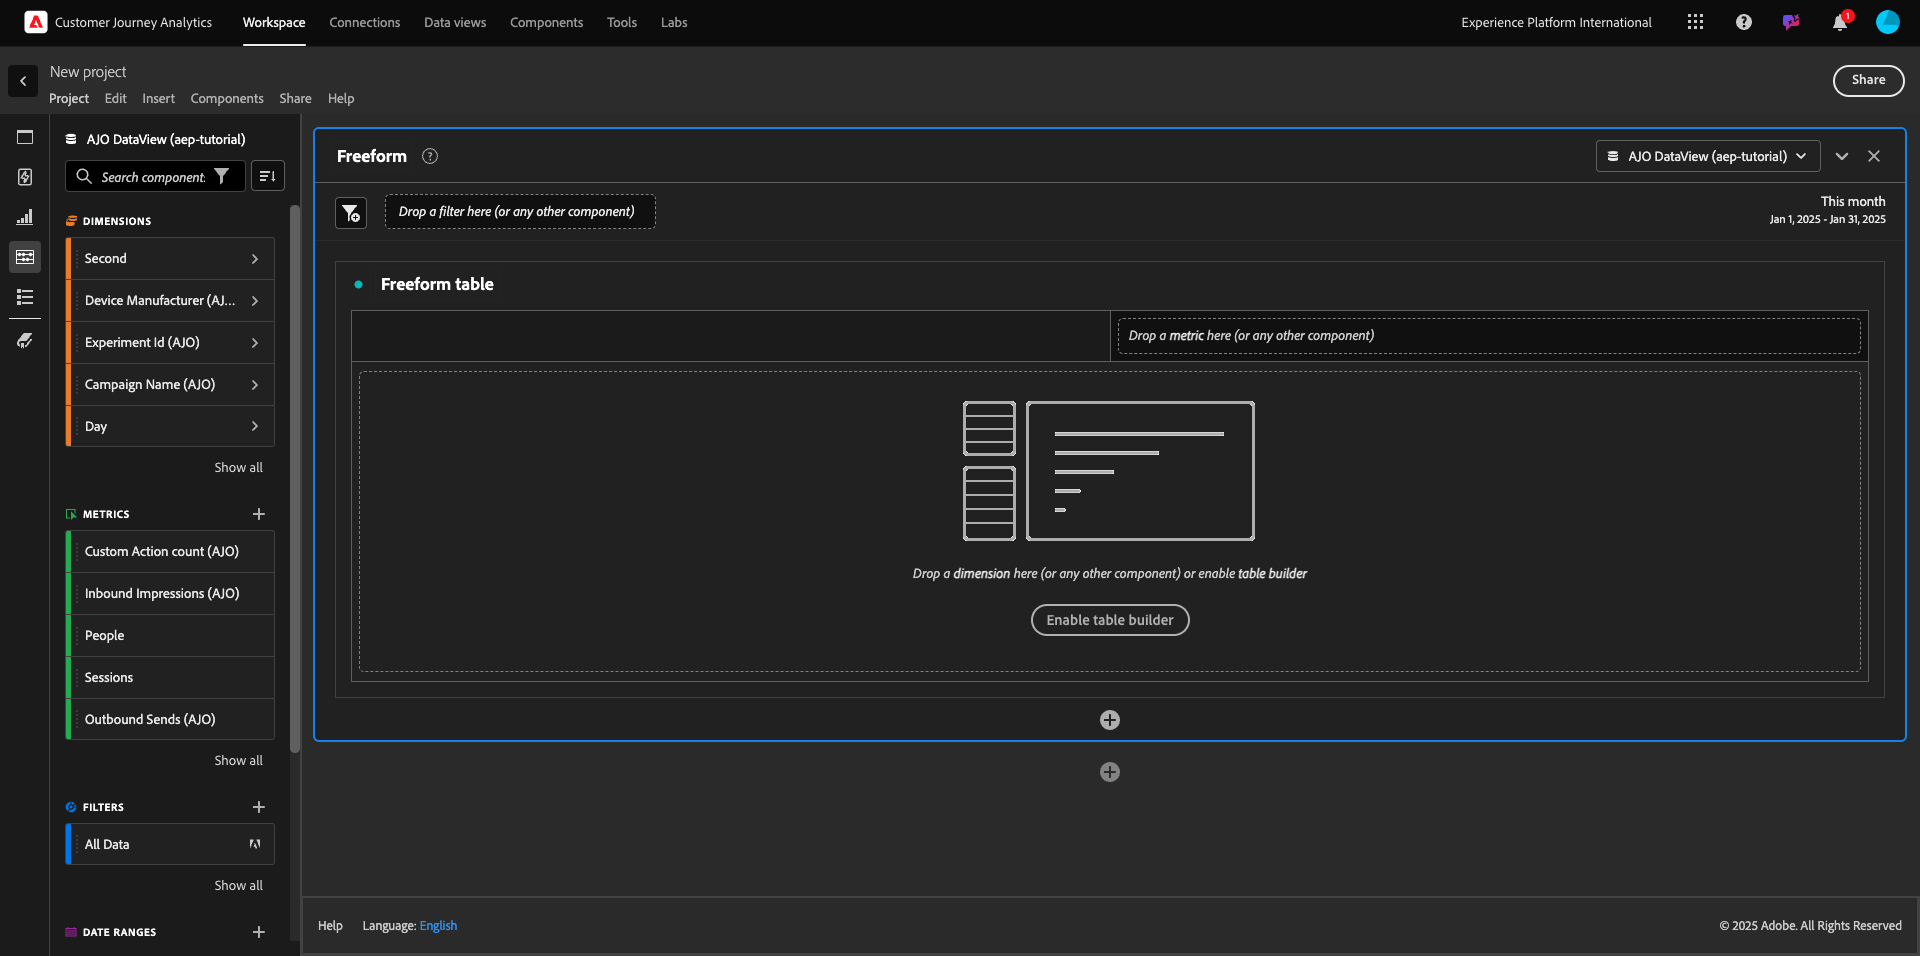 Customer Journey Analytics
Workspace
Connections
Data views
Components
Tools
Labs
Experience Platform International
1
New project
Project
Edit
Insert
Components
Share
Help
Share
AJO DataView (aep-tutorial)
Search component:
DIMENSIONS
Second
Device Manufacturer (AJ...
Experiment Id (AJO)
Campaign Name (AJO)
Day
Show all
METRICS
Custom Action count (AJO)
Inbound Impressions (AJO)
People
Sessions
Outbound Sends (AJO)
Show all
FILTERS
All Data
Show all
DATE RANGES
Freeform
AJO DataView (aep-tutorial)
Drop a filter here (or any other component)
This month
Jan 1, 2025 - Jan 31, 2025
Freeform table
Drop a metric here (or any other component)
Drop a dimension here (or any other component) or enable table builder
Enable table builder
Help
Language: English
© 2025 Adobe. All Rights Reserved